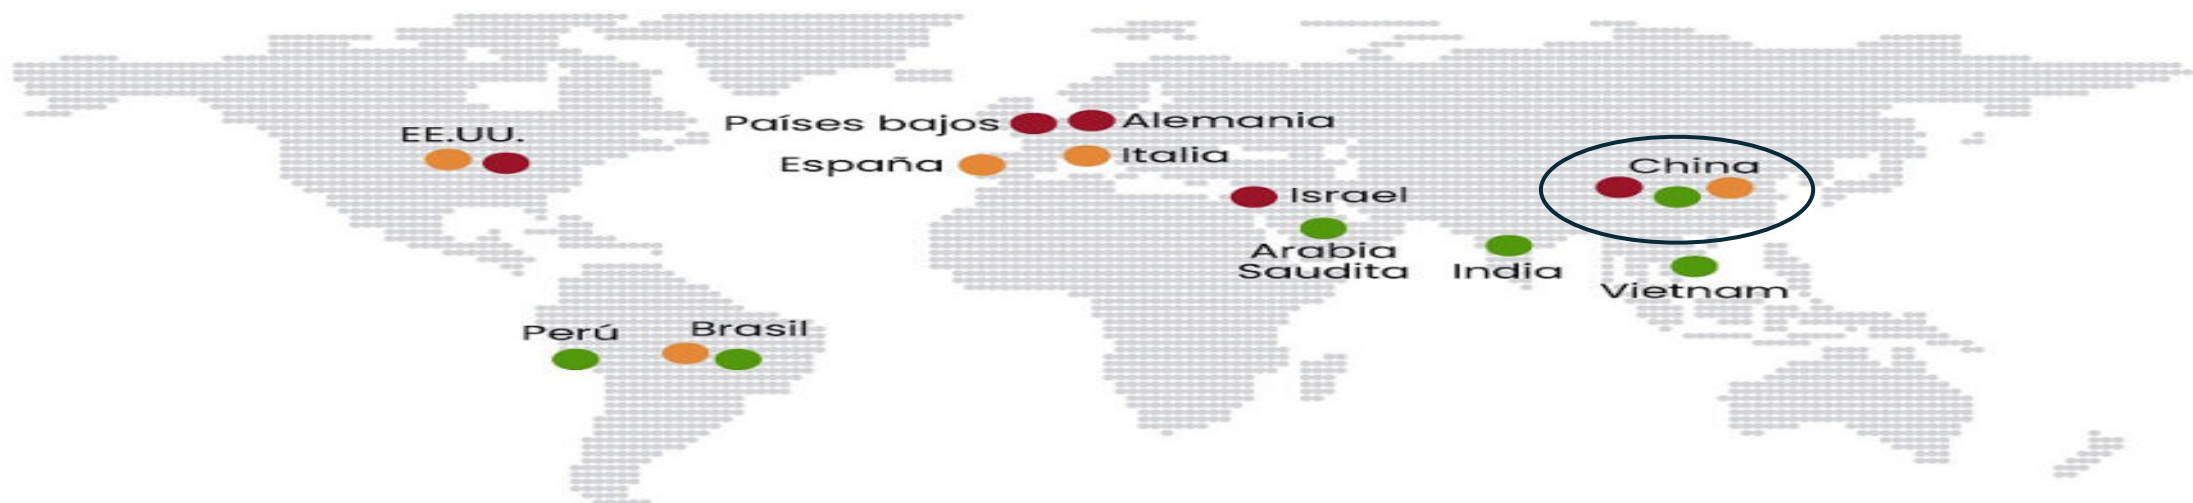 EE.UU.
Países bajos
Alemania
España
Italia
China
Israel
Arabia
Saudita
India
Vietnam
Perú
Brasil